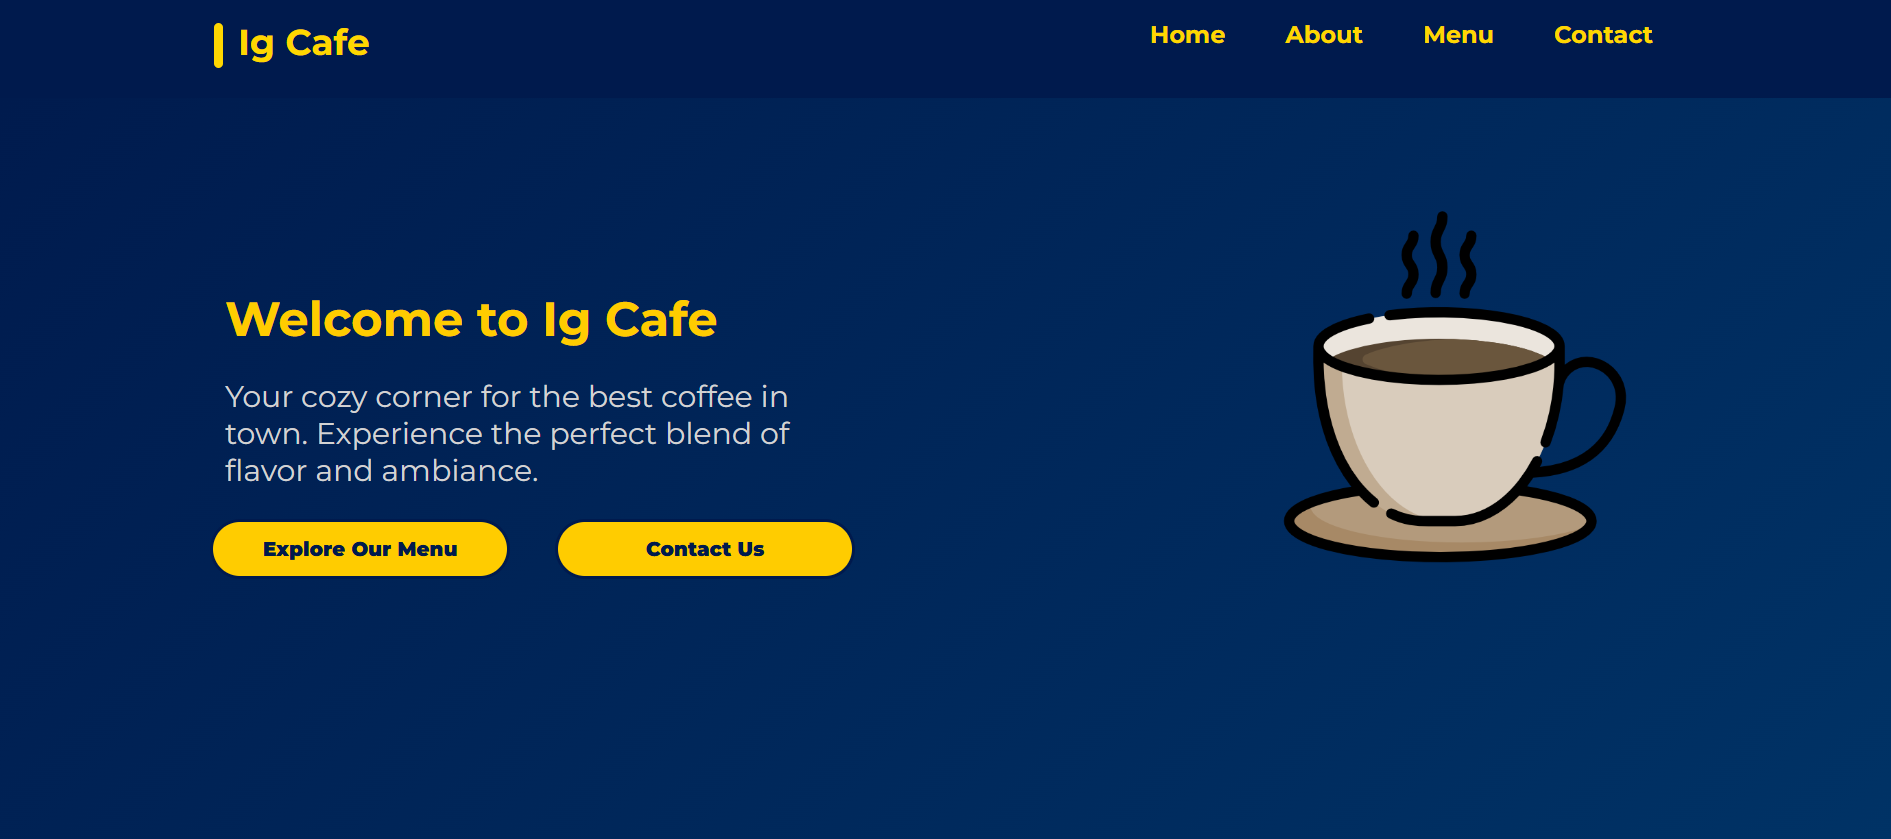 Ig Cafe
Home About Menu Contact
Welcome to Ig Cafe
Your cozy corner for the best coffee in
town. Experience the perfect blend of
flavor and ambiance.
Explore Our Menu
Contact Us